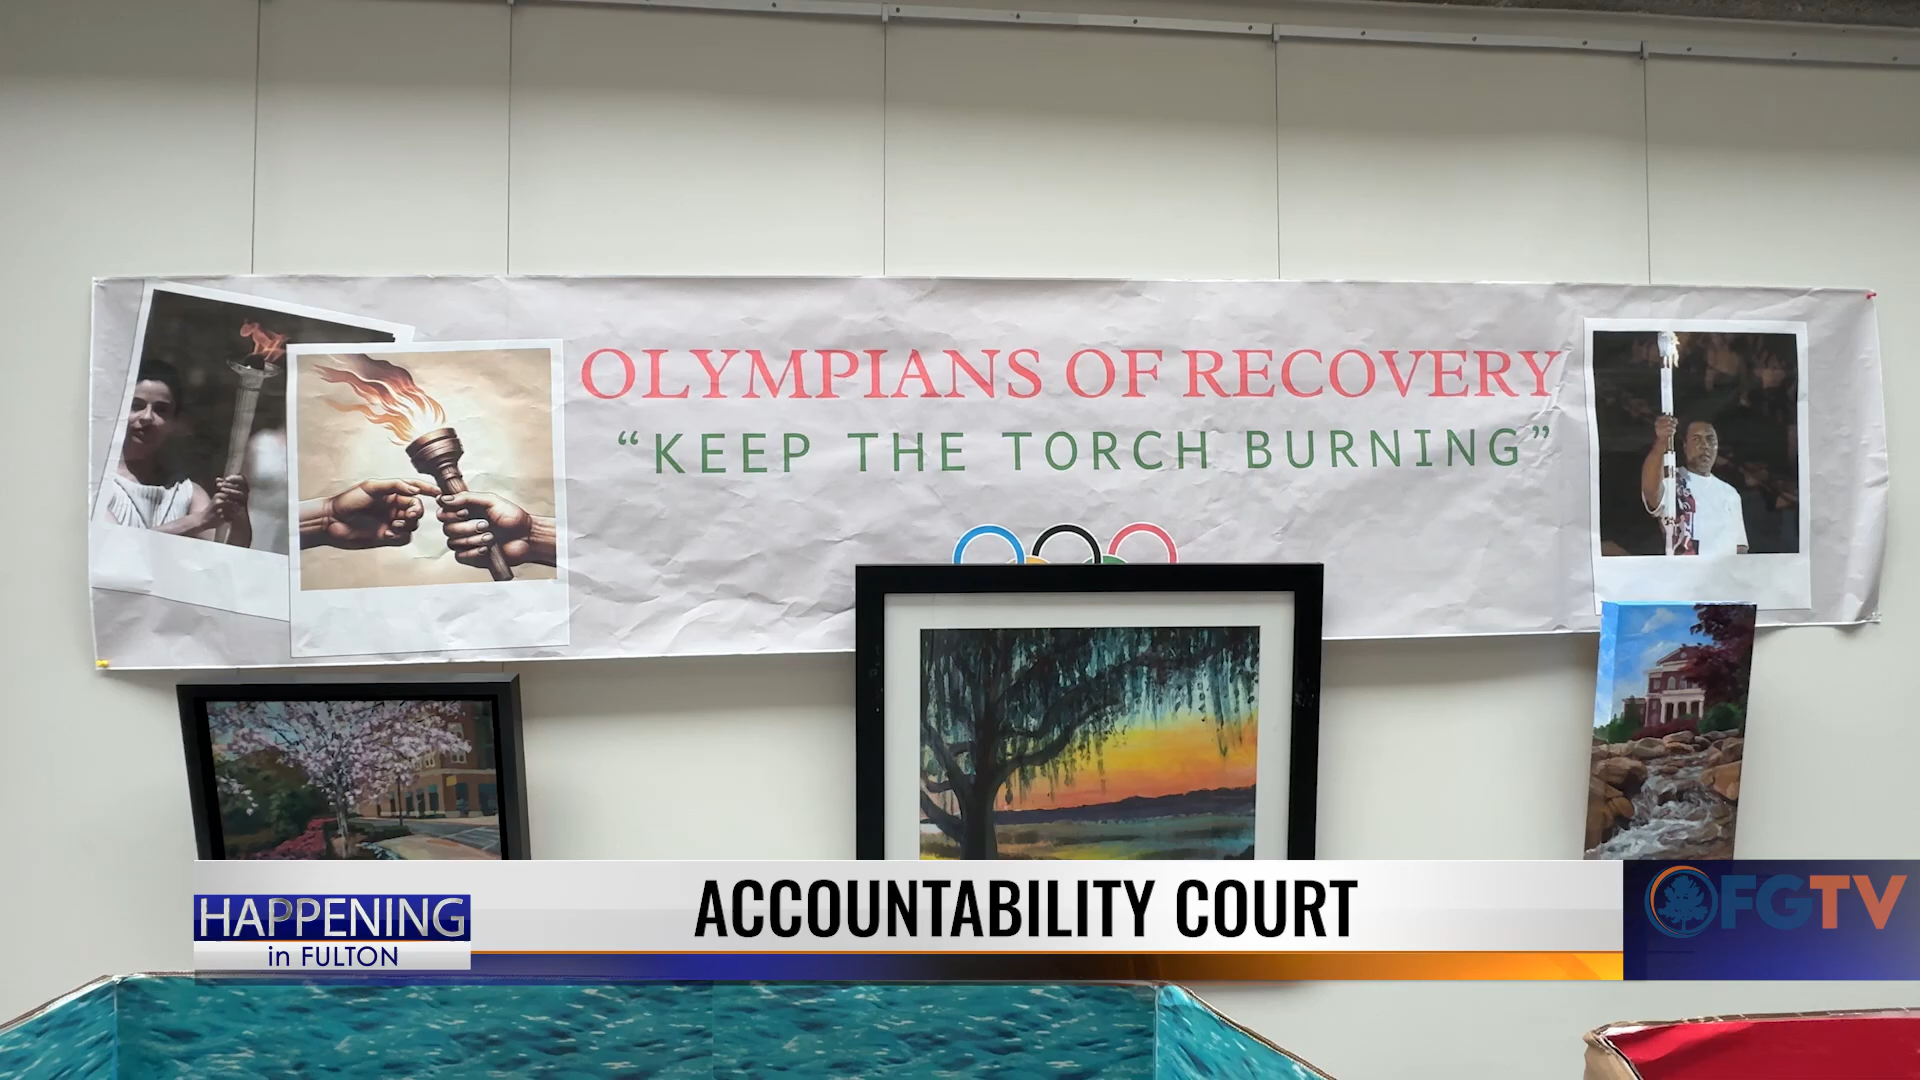 OLYMPIANS OF RECOVERY
“KEEP THE TORCH BURNING”
ACCOUNTABILITY COURT
HAPPENING
in FULTON
FGTV